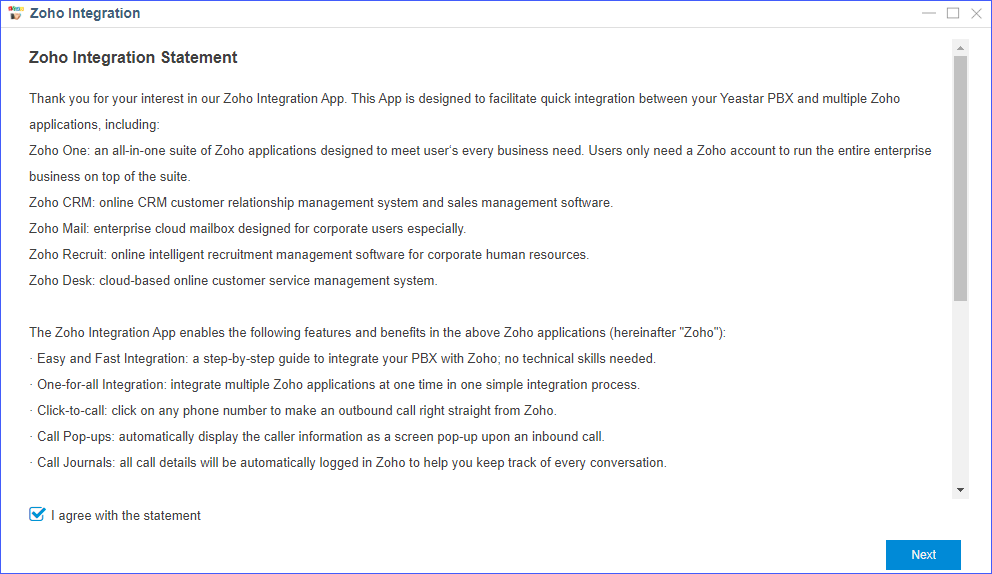 Zoho Integration
Zoho Integration Statement
Thank you for your interest in our Zoho Integration App. This App is designed to facilitate quick integration between your Yeastar PBX and multiple Zoho
applications, including:
Zoho One: an all-in-one suite of Zoho applications designed to meet user's every business need. Users only need a Zoho account to run the entire enterprise
business on top of the suite.
Zoho CRM: online CRM customer relationship management system and sales management software.
Zoho Mail: enterprise cloud mailbox designed for corporate users especially.
Zoho Recruit: online intelligent recruitment management software for corporate human resources.
Zoho Desk: cloud-based online customer service management system.
The Zoho Integration App enables the following features and benefits in the above Zoho applications (hereinafter "Zoho"):
· Easy and Fast Integration: a step-by-step guide to integrate your PBX with Zoho; no technical skills needed.
· One-for-all Integration: integrate multiple Zoho applications at one time in one simple integration process.
· Click-to-call: click on any phone number to make an outbound call right straight from Zoho.
· Call Pop-ups: automatically display the caller information as a screen pop-up upon an inbound call.
· Call Journals: all call details will be automatically logged in Zoho to help you keep track of every conversation.
I agree with the statement
Next